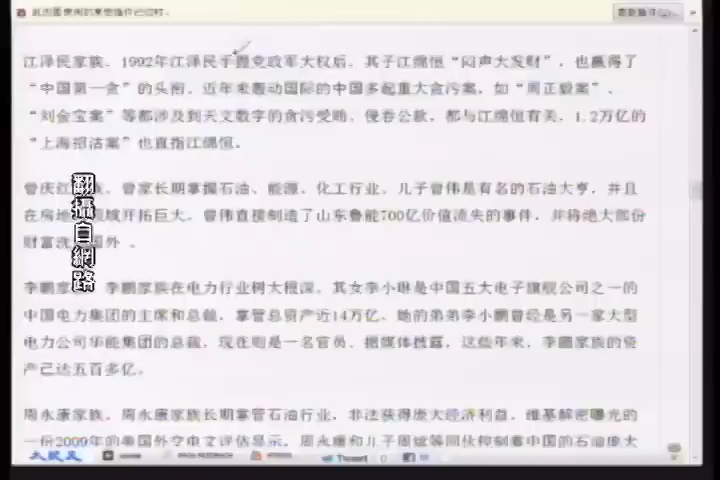 江泽民家族、1992年江泽民手握党政军大权后，其子江绵恒“闷声大发财”，也赢得了
“中国第一贪”的头衔。近年来轰动国际的中国多起重大贪污案，如“周正毅案”、
“刘金宝案”等都涉及到天文数字的贪污受贿、侵吞公款，都与江绵恒有关，1.2万亿的
“上海招沽案”也直指江绵恒。
曾庆红 族、曾家长期掌握石油、能源、化工行业，儿子曾伟是有名的石油大亨，并且
在房地 领域开拓巨大，曾伟直接制造了山东鲁能700亿价值流失的事件，并将绝大部份
财富洗 国外 。
李鹏家 、李鹏家族在电力行业树大根深，其女李小琳是中国五大电子旗舰公司之一的
中国电力集团的主席和总裁，掌管总资产近14万亿，她的弟弟李小鹏曾经是另一家大型
电力公司华能集团的总裁，现在则是一名官员。据媒体披露，这些年来，李鹏家族的资
产已达五百多亿。
周永康家族、周永康家族长期掌管石油行业，非法获得庞大经济利益，维基解密曝光的
一份2009年的美国外交电文评估显示，周永康和儿子周斌等同伙控制着中国的石油庞大
大纪元
Tweet 0
翻攝自網路